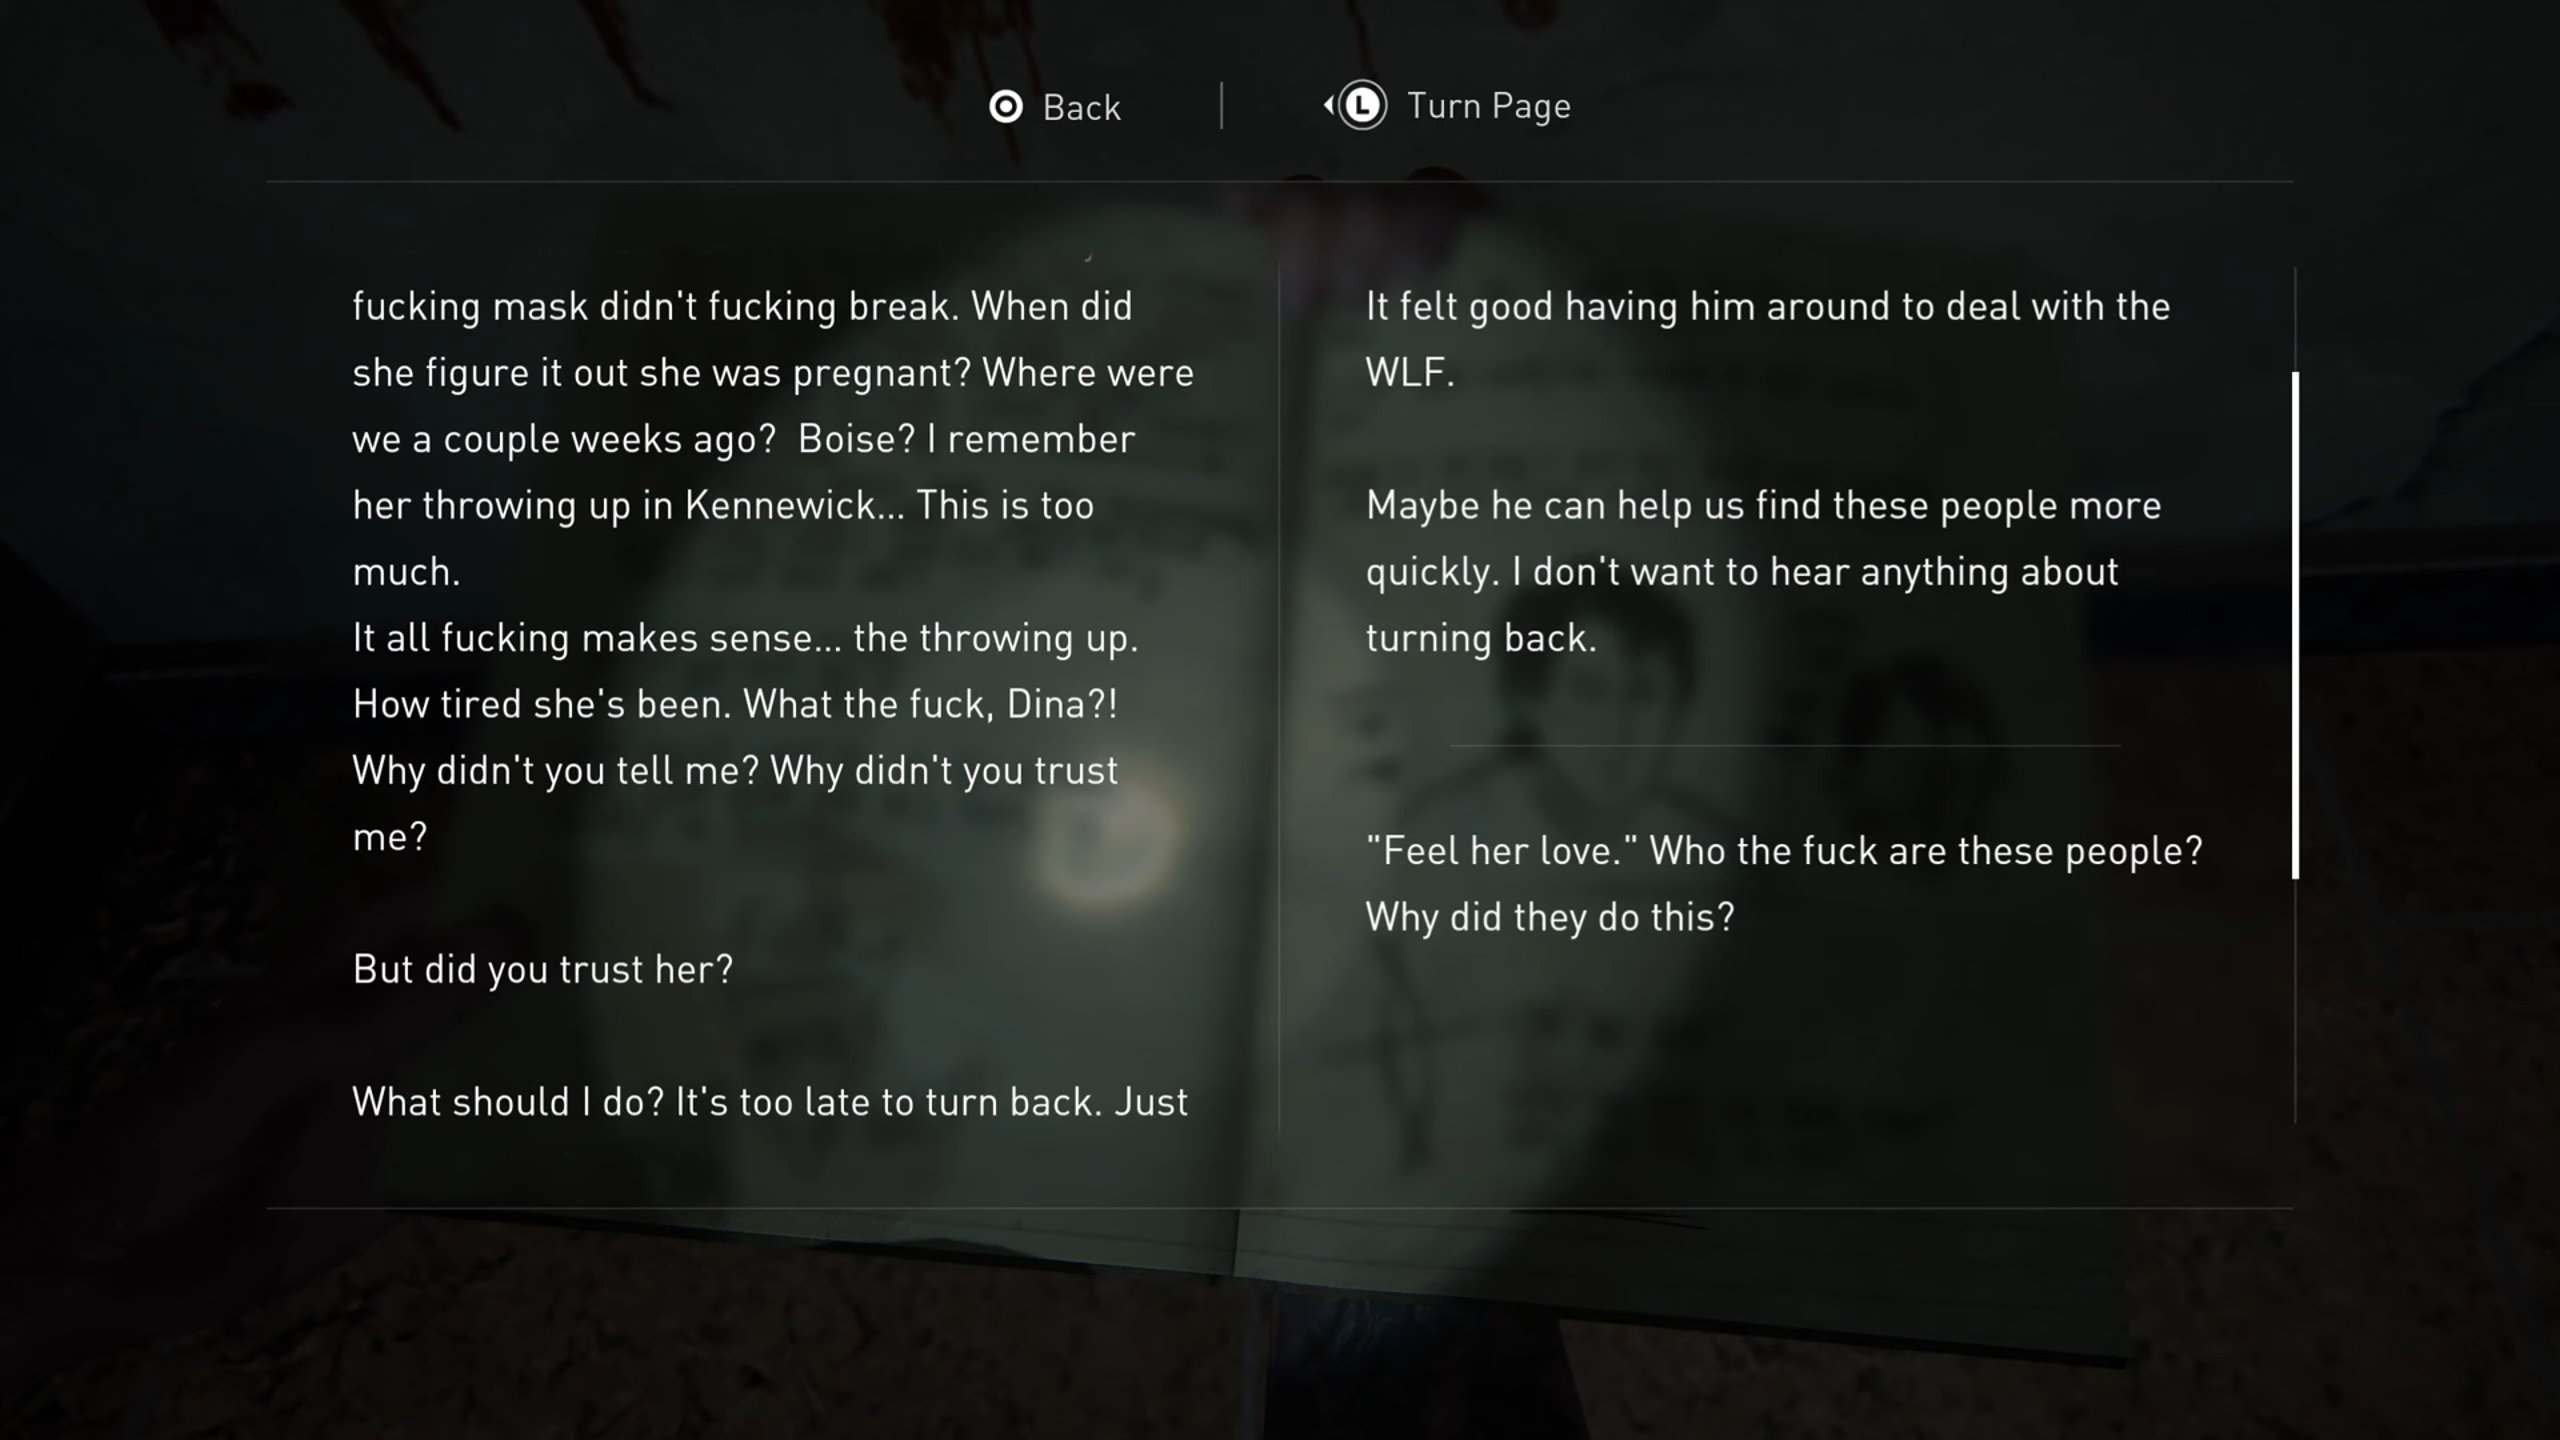 Back
L Turn Page
fucking mask didn't fucking break. When did
she figure it out she was pregnant? Where were
we a couple weeks ago?  Boise? I remember
her throwing up in Kennewick... This is too
much.
It all fucking makes sense... the throwing up.
How tired she's been. What the fuck, Dina?!
Why didn't you tell me? Why didn't you trust
me?
But did you trust her?
What should I do? It's too late to turn back. Just
It felt good having him around to deal with the
WLF.
Maybe he can help us find these people more
quickly. I don't want to hear anything about
turning back.
"Feel her love." Who the fuck are these people?
Why did they do this?